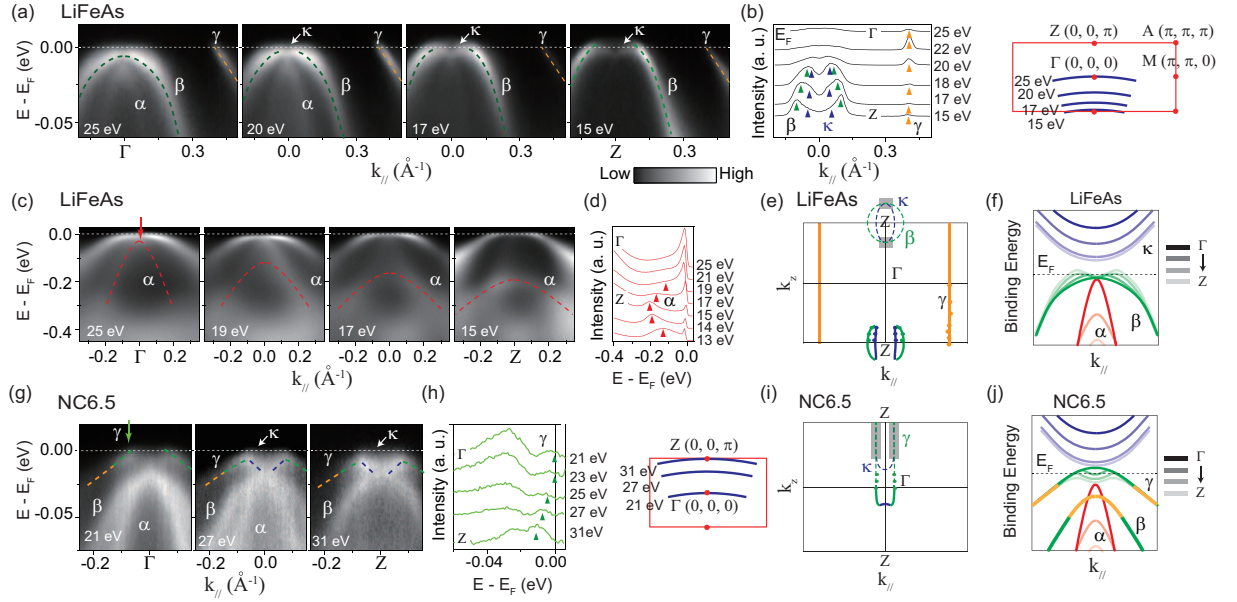 (a) LiFeAs
E - E_F (eV)
0.00
-0.05
κ κ κ
γ γ γ γ
β β β β
α
25 eV 20 eV 17 eV 15 eV
Γ 0.3 0.0 0.3 0.0 0.3 Z 0.3
k_// (Å⁻¹)
Low High
(b)
Intensity (a. u.)
E_F
Γ 25 eV
22 eV
20 eV
18 eV
17 eV
Z 15 eV
β κ γ
0.0 0.4
k_// (Å⁻¹)
Z (0, 0, π) A (π, π, π)
Γ (0, 0, 0) M (π, π, 0)
25 eV
20 eV
17 eV
15 eV
(c) LiFeAs
E - E_F (eV)
0.0
-0.2
-0.4
α α α α
25 eV 19 eV 17 eV 15 eV
-0.2 Γ 0.2 -0.2 0.0 0.2 -0.2 0.0 0.2 -0.2 Z 0.2
k_// (Å⁻¹)
(d)
Intensity (a. u.)
Γ
25 eV
21 eV
19 eV
Z α 17 eV
15 eV
14 eV
13 eV
-0.4 -0.2 0.0
E - E_F (eV)
(e) LiFeAs
κ
Z
β
k_z
Γ
γ
Z
k_//
(f) LiFeAs
Binding Energy
E_F
κ
α
β
Γ
Z
k_//
(g) NC6.5
E - E_F (eV)
0.00
-0.05
γ κ κ
γ γ
β β β
α α α
21 eV 27 eV 31 eV
-0.2 Γ -0.2 0.0 -0.2 Z
k_// (Å⁻¹)
(h)
Intensity (a. u.)
γ
Γ 21 eV
23 eV
25 eV
27 eV
Z 31eV
-0.04 0.00
E - E_F (eV)
Z (0, 0, π)
31 eV
27 eV
21 eV
Γ (0, 0, 0)
(i) NC6.5
Z
γ
κ
k_z
Γ
Z
k_//
(j) NC6.5
Binding Energy
E_F
γ
α
β
Γ
Z
k_//